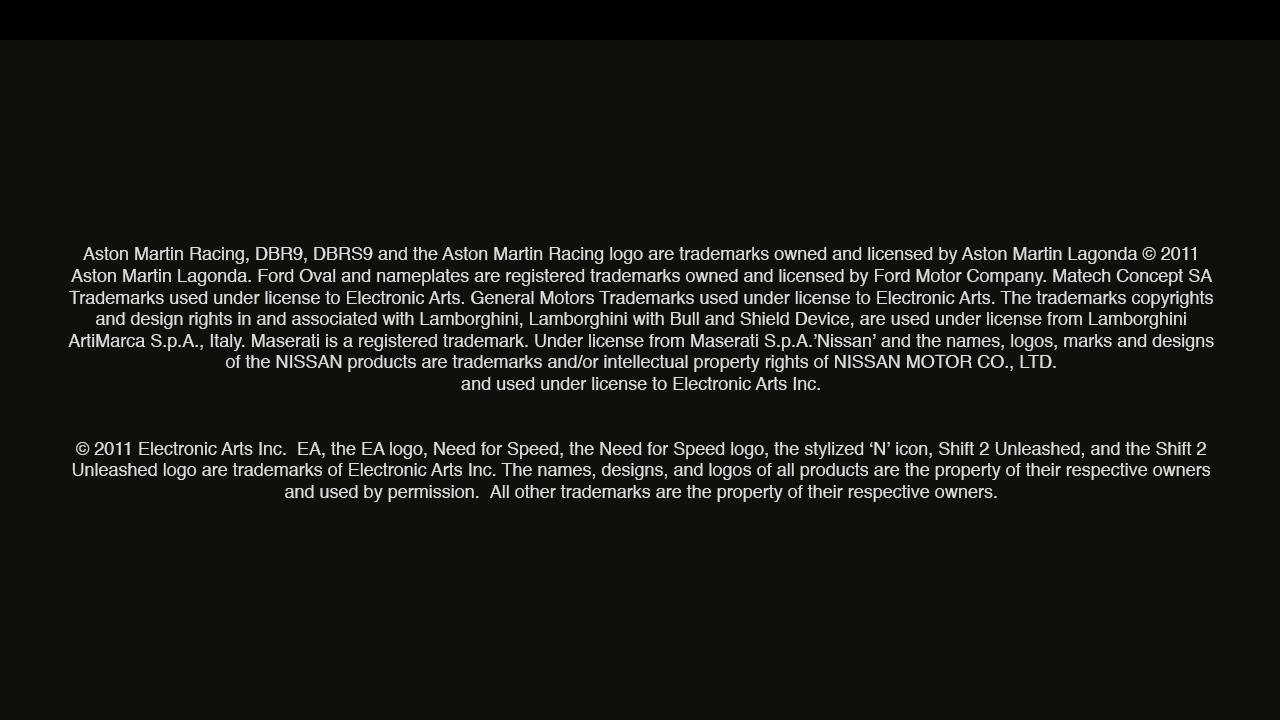 Aston Martin Racing, DBR9, DBRS9 and the Aston Martin Racing logo are trademarks owned and licensed by Aston Martin Lagonda © 2011
Aston Martin Lagonda. Ford Oval and nameplates are registered trademarks owned and licensed by Ford Motor Company. Matech Concept SA
Trademarks used under license to Electronic Arts. General Motors Trademarks used under license to Electronic Arts. The trademarks copyrights
and design rights in and associated with Lamborghini, Lamborghini with Bull and Shield Device, are used under license from Lamborghini
ArtiMarca S.p.A., Italy. Maserati is a registered trademark. Under license from Maserati S.p.A.’Nissan’ and the names, logos, marks and designs
of the NISSAN products are trademarks and/or intellectual property rights of NISSAN MOTOR CO., LTD.
and used under license to Electronic Arts Inc.
© 2011 Electronic Arts Inc.  EA, the EA logo, Need for Speed, the Need for Speed logo, the stylized ‘N’ icon, Shift 2 Unleashed, and the Shift 2
Unleashed logo are trademarks of Electronic Arts Inc. The names, designs, and logos of all products are the property of their respective owners
and used by permission.  All other trademarks are the property of their respective owners.